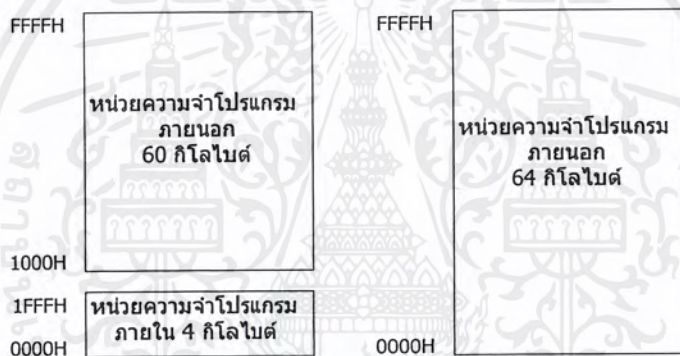 FFFFH
หน่วยความจำโปรแกรม
ภายนอก
60 กิโลไบต์
1000H
1FFFH
หน่วยความจำโปรแกรม
ภายใน 4 กิโลไบต์
0000H
FFFFH
หน่วยความจำโปรแกรม
ภายนอก
64 กิโลไบต์
0000H